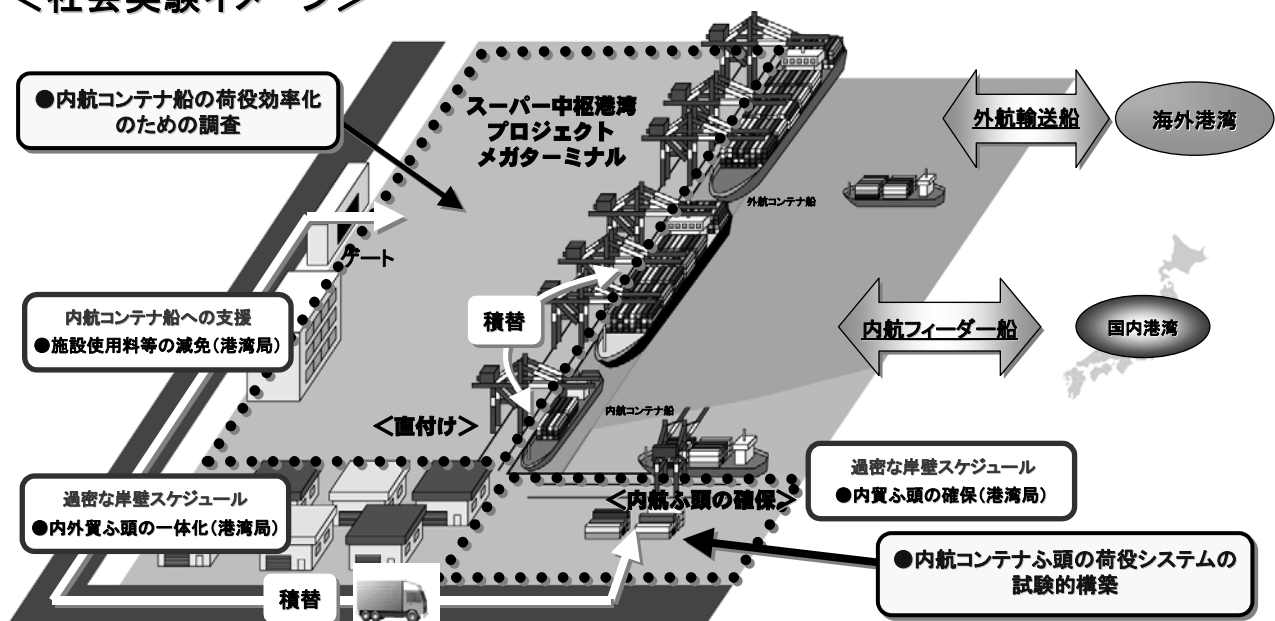 ＜社会実験イメージ＞
●内航コンテナ船の荷役効率化
のための調査
スーパー中枢港湾
プロジェクト
メガターミナル
外航輸送船
海外港湾
外航コンテナ船
ゲート
内航コンテナ船への支援
●施設使用料等の減免（港湾局）
積替
内航フィーダー船
国内港湾
＜直付け＞
内航コンテナ船
過密な岸壁スケジュール
●内外貿ふ頭の一体化（港湾局）
＜内航ふ頭の確保＞
過密な岸壁スケジュール
●内貿ふ頭の確保（港湾局）
●内航コンテナふ頭の荷役システムの
試験的構築
積替